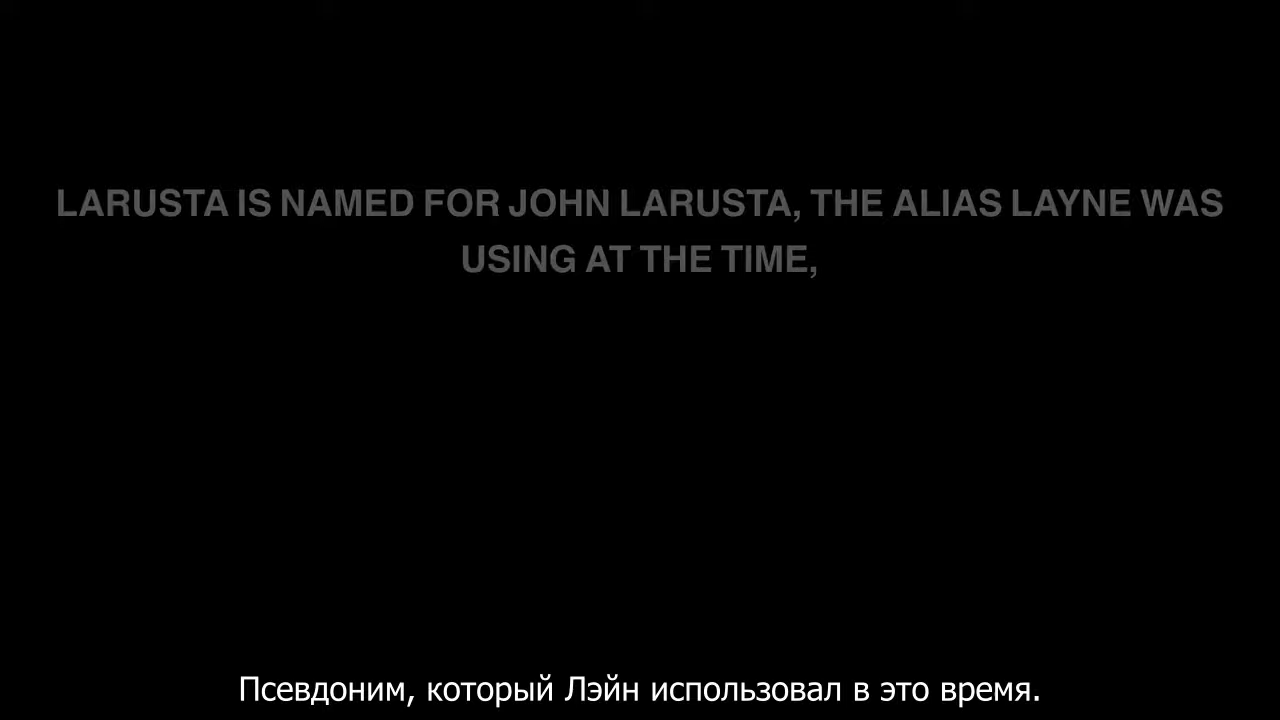 LARUSTA IS NAMED FOR JOHN LARUSTA, THE ALIAS LAYNE WAS
USING AT THE TIME,
Псевдоним, который Лэйн использовал в это время.